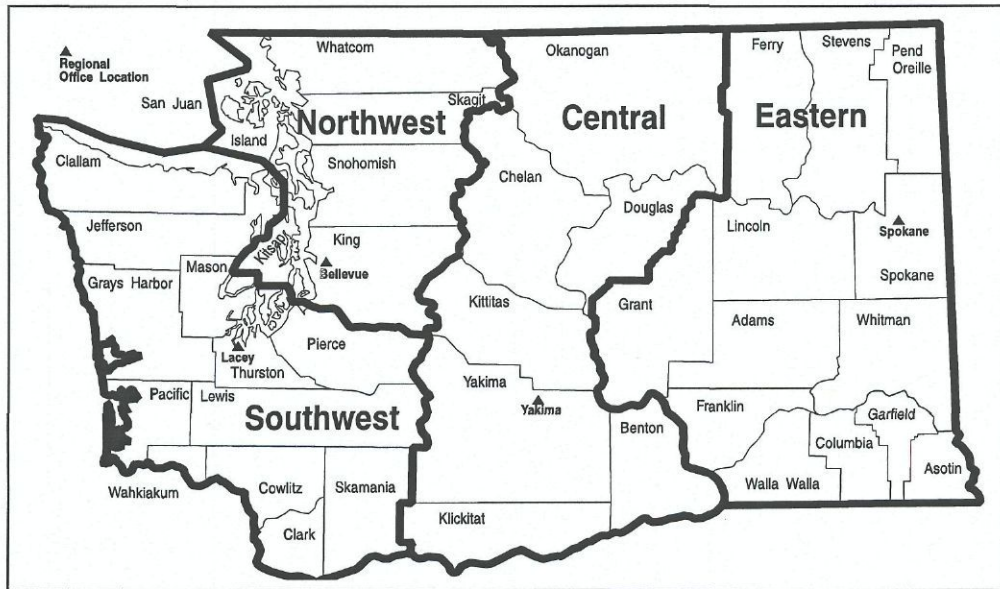 Regional
Office Location
San Juan
Whatcom
Skagit
Northwest
Island
Snohomish
King
Kitsap
Bellevue
Clallam
Jefferson
Mason
Grays Harbor
Pierce
Lacey
Thurston
Pacific
Lewis
Southwest
Wahkiakum
Cowlitz
Skamania
Clark
Okanogan
Central
Chelan
Douglas
Kittitas
Yakima
Yakima
Benton
Klickitat
Ferry
Stevens
Pend
Oreille
Eastern
Lincoln
Spokane
Spokane
Grant
Adams
Whitman
Franklin
Garfield
Columbia
Walla Walla
Asotin